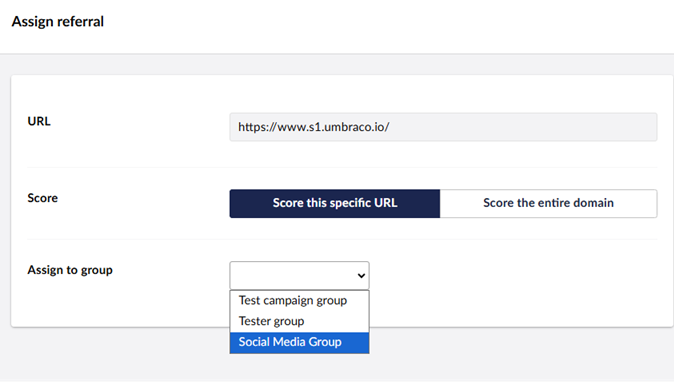 Assign referral
URL
https://www.s1.umbraco.io/
Score
Score this specific URL
Score the entire domain
Assign to group
Test campaign group
Tester group
Social Media Group